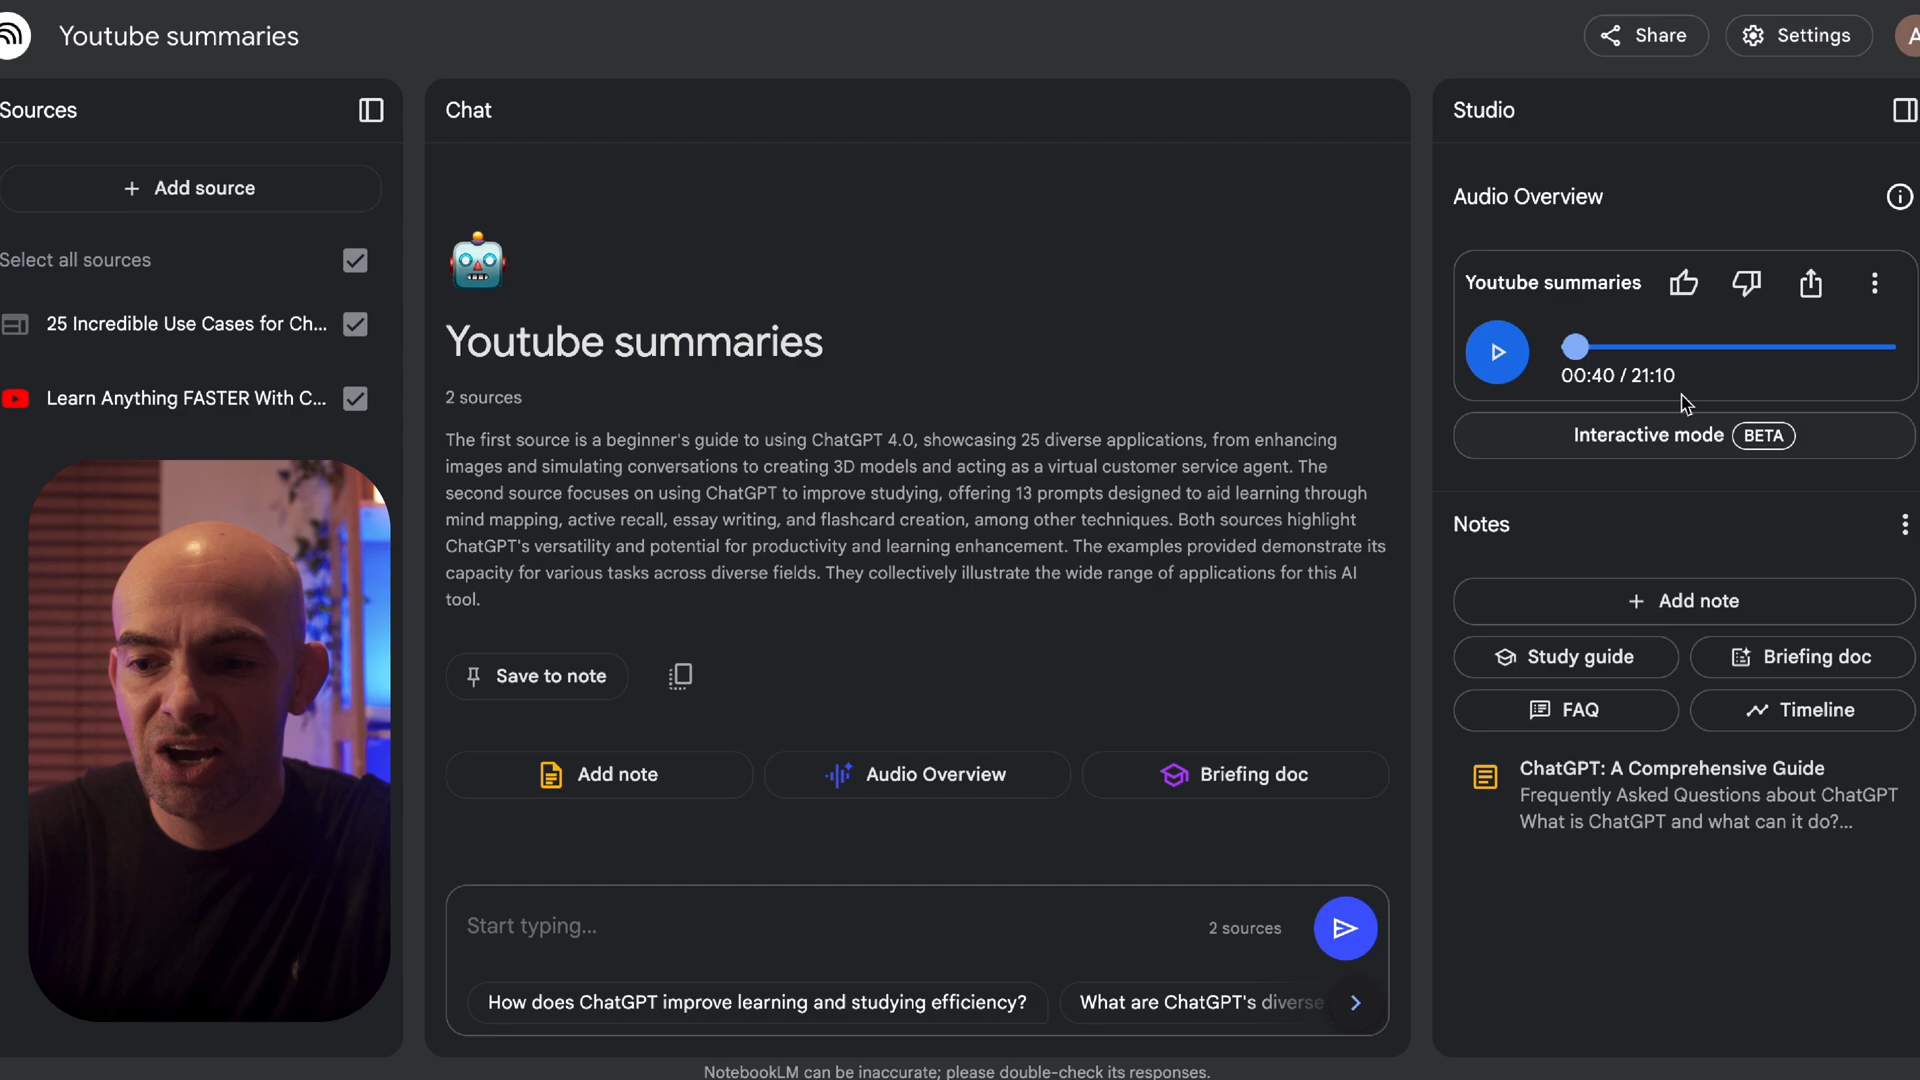 Youtube summaries
Share
Settings
A
Sources
Add source
Select all sources
25 Incredible Use Cases for Ch...
Learn Anything FASTER With C...
Chat
Youtube summaries
2 sources
The first source is a beginner's guide to using ChatGPT 4.0, showcasing 25 diverse applications, from enhancing
images and simulating conversations to creating 3D models and acting as a virtual customer service agent. The
second source focuses on using ChatGPT to improve studying, offering 13 prompts designed to aid learning through
mind mapping, active recall, essay writing, and flashcard creation, among other techniques. Both sources highlight
ChatGPT's versatility and potential for productivity and learning enhancement. The examples provided demonstrate its
capacity for various tasks across diverse fields. They collectively illustrate the wide range of applications for this AI
tool.
Save to note
Add note
Audio Overview
Briefing doc
Start typing...
2 sources
How does ChatGPT improve learning and studying efficiency?
What are ChatGPT's diverse
NotebookLM can be inaccurate; please double-check its responses.
Studio
Audio Overview
Youtube summaries
00:40 / 21:10
Interactive mode BETA
Notes
Add note
Study guide
Briefing doc
FAQ
Timeline
ChatGPT: A Comprehensive Guide
Frequently Asked Questions about ChatGPT
What is ChatGPT and what can it do?...